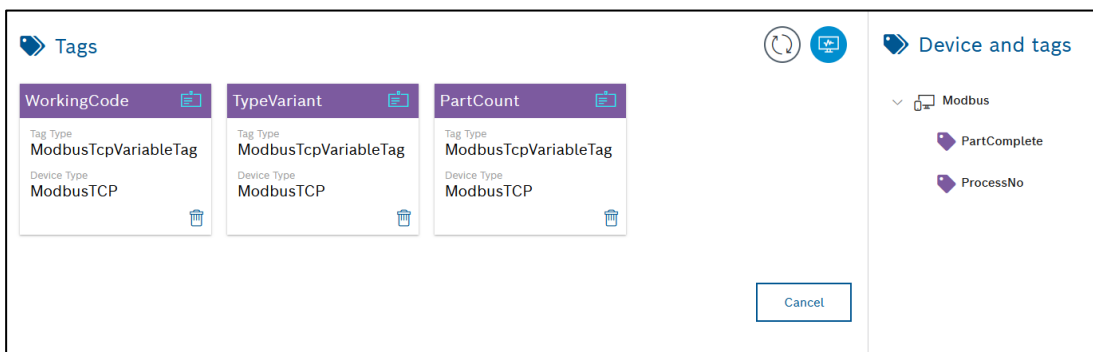 Tags
WorkingCode
Tag Type
ModbusTcpVariableTag
Device Type
ModbusTCP
TypeVariant
Tag Type
ModbusTcpVariableTag
Device Type
ModbusTCP
PartCount
Tag Type
ModbusTcpVariableTag
Device Type
ModbusTCP
Cancel
Device and tags
Modbus
PartComplete
ProcessNo